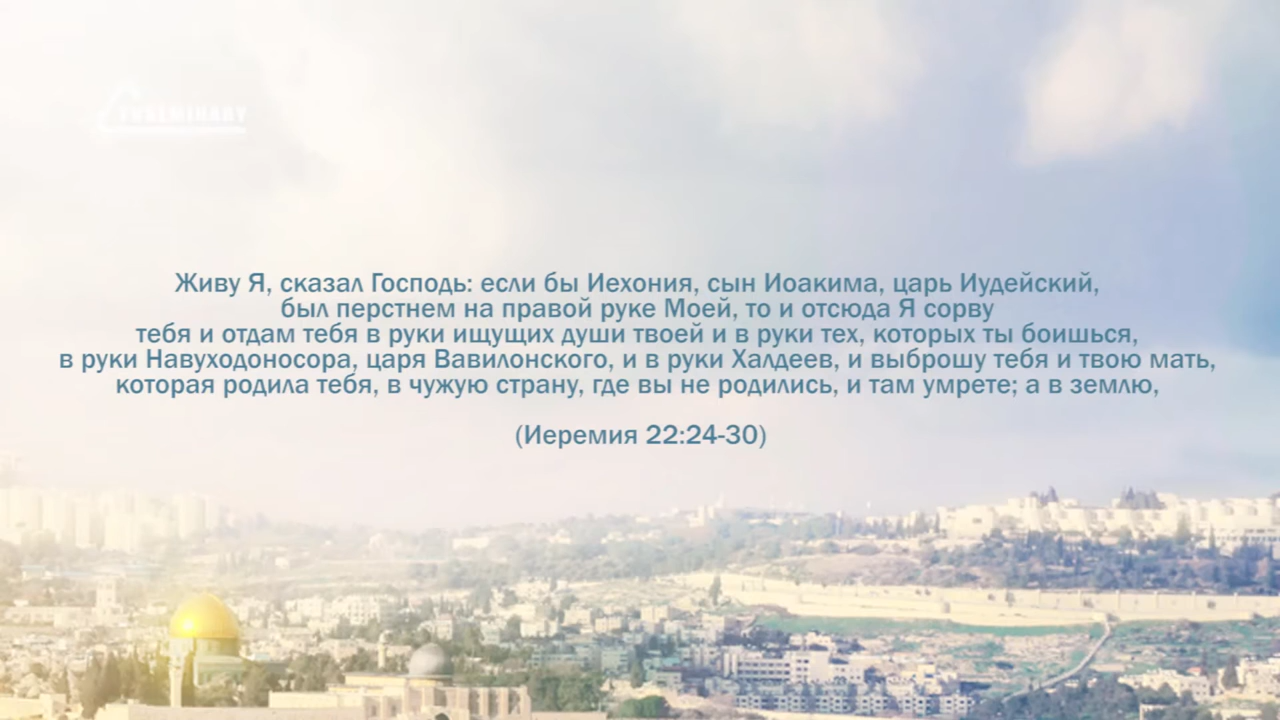 Живу Я, сказал Господь: если бы Иехония, сын Иоакима, царь Иудейский,
был перстнем на правой руке Моей, то и отсюда Я сорву
тебя и отдам тебя в руки ищущих души твоей и в руки тех, которых ты боишься,
в руки Навуходоносора, царя Вавилонского, и в руки Халдеев, и выброшу тебя и твою мать,
которая родила тебя, в чужую страну, где вы не родились, и там умрете; а в землю,
(Иеремия 22:24-30)